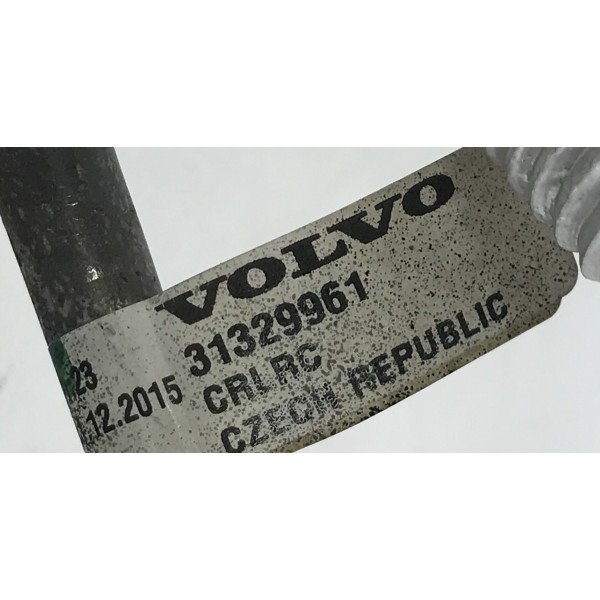 VOLVO
31329961
CRLRC
CZECH REPUBLIC
23
12.2015